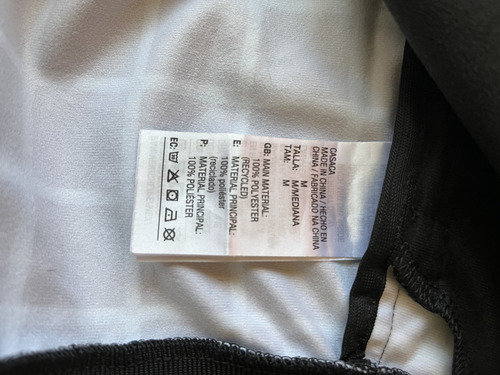 CASACA
MADE IN CHINA / HECHO EN
CHINA / FABRICADO NA CHINA
M
TALLA: M/MEDIANA
TAM: M
GB: MAIN MATERIAL:
100% POLYESTER
(RECYCLED)
E: MATERIAL PRINCIPAL:
100% poliéster
(reciclado)
P: MATERIAL PRINCIPAL:
100% POLIÉSTER
EC: